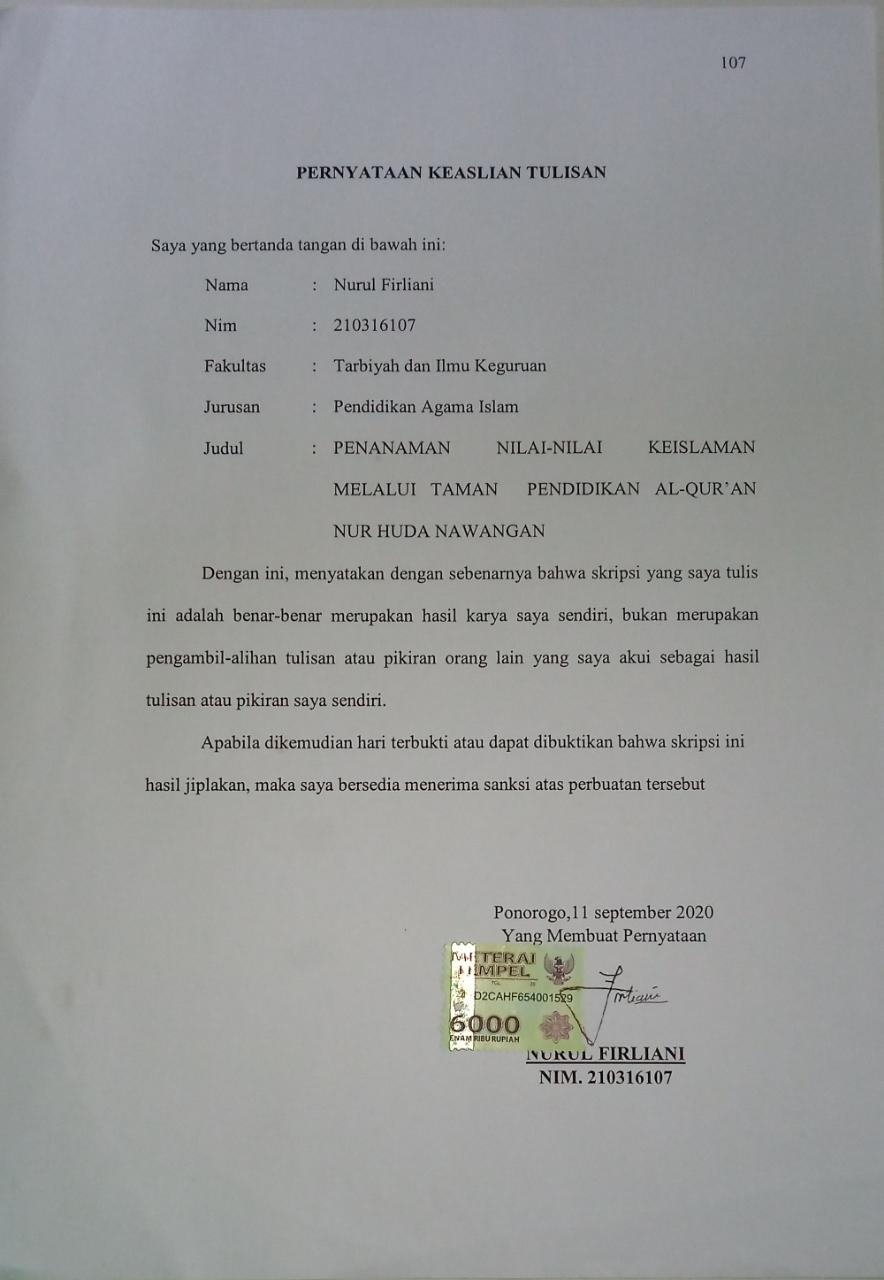 107
PERNYATAAN KEASLIAN TULISAN
Saya yang bertanda tangan di bawah ini:
Nama : Nurul Firliani
Nim : 210316107
Fakultas : Tarbiyah dan Ilmu Keguruan
Jurusan : Pendidikan Agama Islam
Judul : PENANAMAN NILAI-NILAI KEISLAMAN
MELALUI TAMAN PENDIDIKAN AL-QUR’AN
NUR HUDA NAWANGAN
Dengan ini, menyatakan dengan sebenarnya bahwa skripsi yang saya tulis
ini adalah benar-benar merupakan hasil karya saya sendiri, bukan merupakan
pengambil-alihan tulisan atau pikiran orang lain yang saya akui sebagai hasil
tulisan atau pikiran saya sendiri.
Apabila dikemudian hari terbukti atau dapat dibuktikan bahwa skripsi ini
hasil jiplakan, maka saya bersedia menerima sanksi atas perbuatan tersebut
Ponorogo,11 september 2020
Yang Membuat Pernyataan
METERAI
TEMPEL
D2CAHF654001529
6000
ENAM RIBU RUPIAH
NURUL FIRLIANI
NIM. 210316107